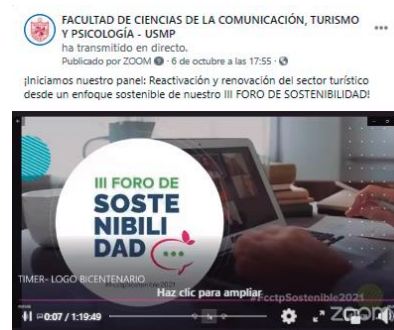 FACULTAD DE CIENCIAS DE LA COMUNICACIÓN, TURISMO
Y PSICOLOGÍA - USMP
ha transmitido en directo.
Publicado por ZOOM · 6 de octubre a las 17:55 ·
¡Iniciamos nuestro panel: Reactivación y renovación del sector turístico
desde un enfoque sostenible de nuestro III FORO DE SOSTENIBILIDAD!
III FORO DE
SOSTE
NIBILI
DAD
#FcctpSostenible2021
TIMER- LOGO BICENTENARIO
Haz clic para ampliar
#FcctpSostenible2021
0:07 / 1:19:49
1x
zoom